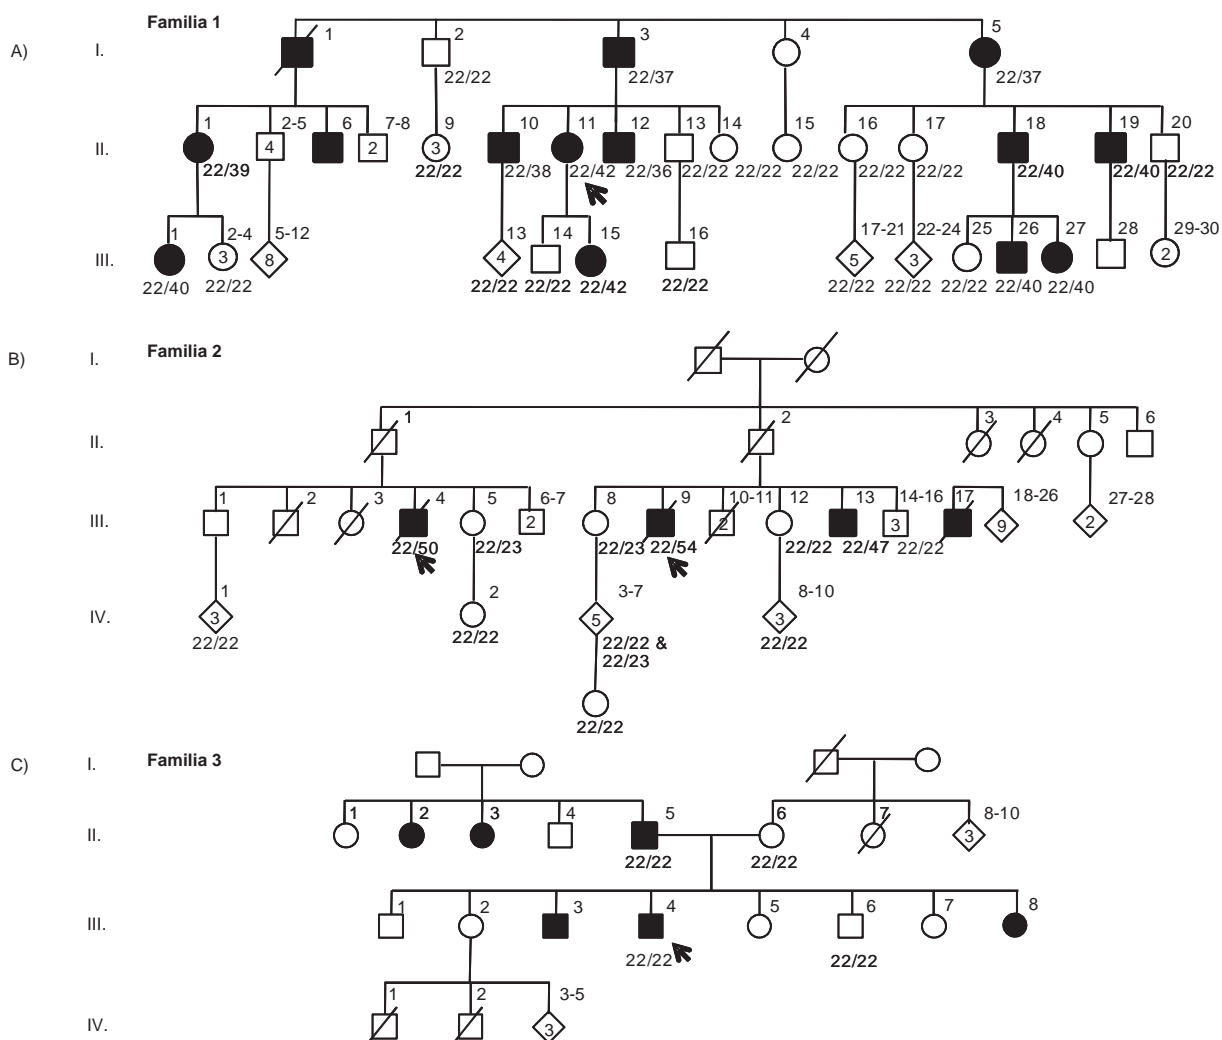 Familia 1
A) I. 1 2 3 4 5
22/22 22/37 22/37
1 2-5 6 7-8 9 10 11 12 13 14 15 16 17 18 19 20
II. 4 2 3
22/39 22/22 22/38 22/42 22/36 22/22 22/22 22/22 22/22 22/22 22/40 22/40 22/22
1 2-4 5-12 13 14 15 16 17-21 22-24 25 26 27 28 29-30
III. 3 8 4 5 3 2
22/40 22/22 22/22 22/22 22/42 22/22 22/22 22/22 22/22 22/40 22/40
B) I. Familia 2
1 2 3 4 5 6
II.
1 2 3 4 5 6-7 8 9 10-11 12 13 14-16 17 18-26 27-28
III. 2 2 3 9 2
22/50 22/23 22/23 22/54 22/22 22/47 22/22
1 2 3-7 8-10
IV. 3 5 3
22/22 22/22 22/22 & 22/22
22/23
22/22
C) I. Familia 3
1 2 3 4 5 6 7 8-10
II. 3
22/22 22/22
1 2 3 4 5 6 7 8
III.
22/22 22/22
1 2 3-5
IV. 3